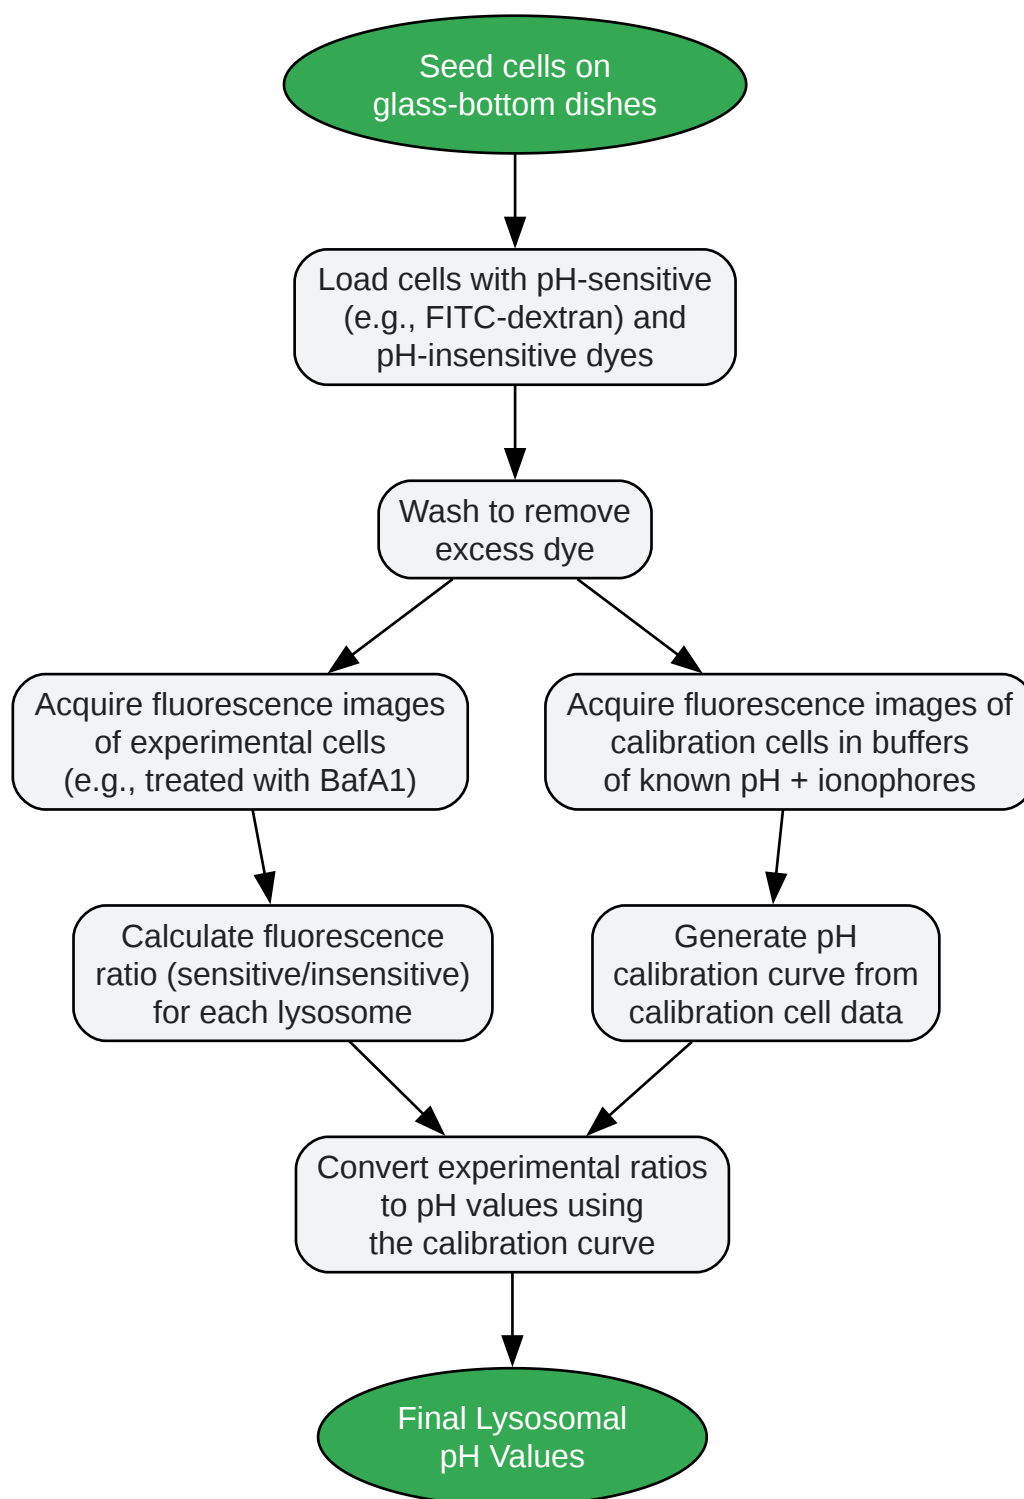 Seed cells on
glass-bottom dishes
Load cells with pH-sensitive
(e.g., FITC-dextran) and
pH-insensitive dyes
Wash to remove
excess dye
Acquire fluorescence images
of experimental cells
(e.g., treated with BafA1)
Acquire fluorescence images of
calibration cells in buffers
of known pH + ionophores
Calculate fluorescence
ratio (sensitive/insensitive)
for each lysosome
Generate pH
calibration curve from
calibration cell data
Convert experimental ratios
to pH values using
the calibration curve
Final Lysosomal
pH Values